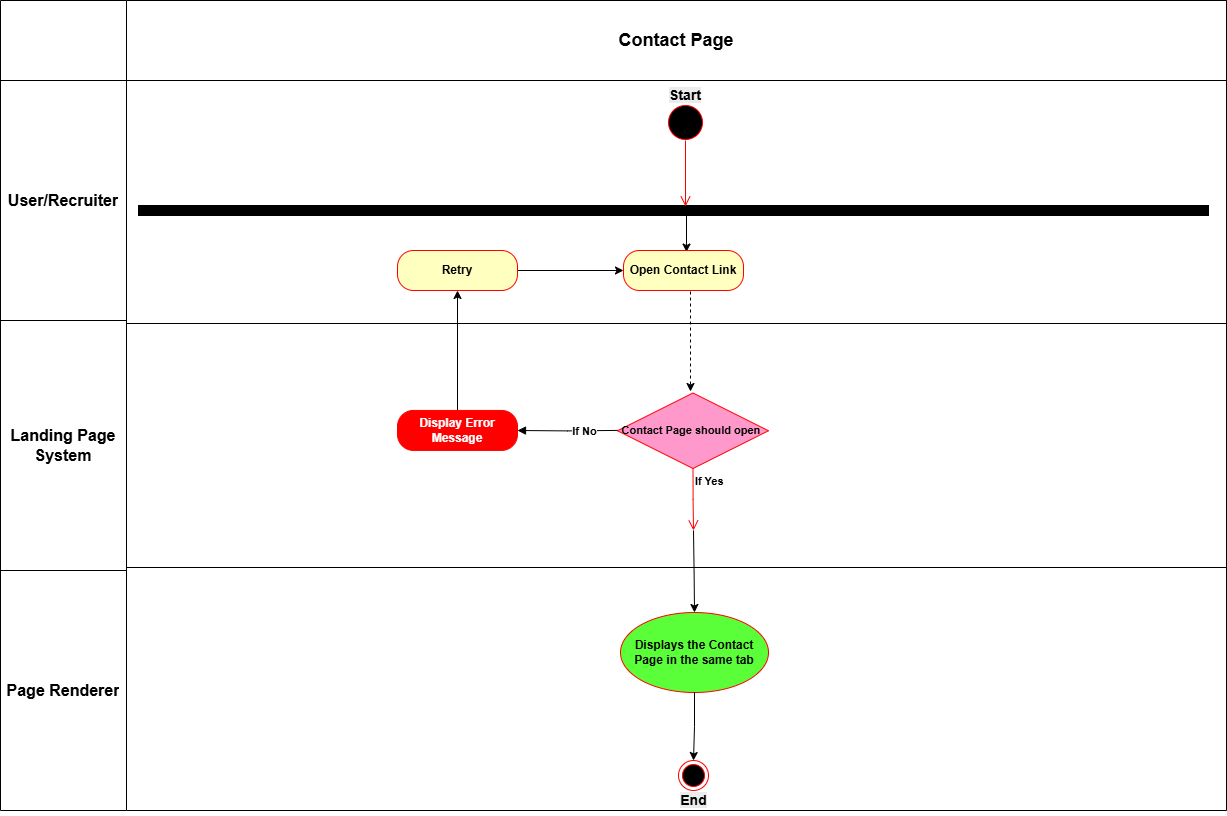 Contact Page
Start
User/Recruiter
Retry
Open Contact Link
Landing Page
System
Display Error
Message
If No
Contact Page should open
If Yes
Page Renderer
Displays the Contact
Page in the same tab
End